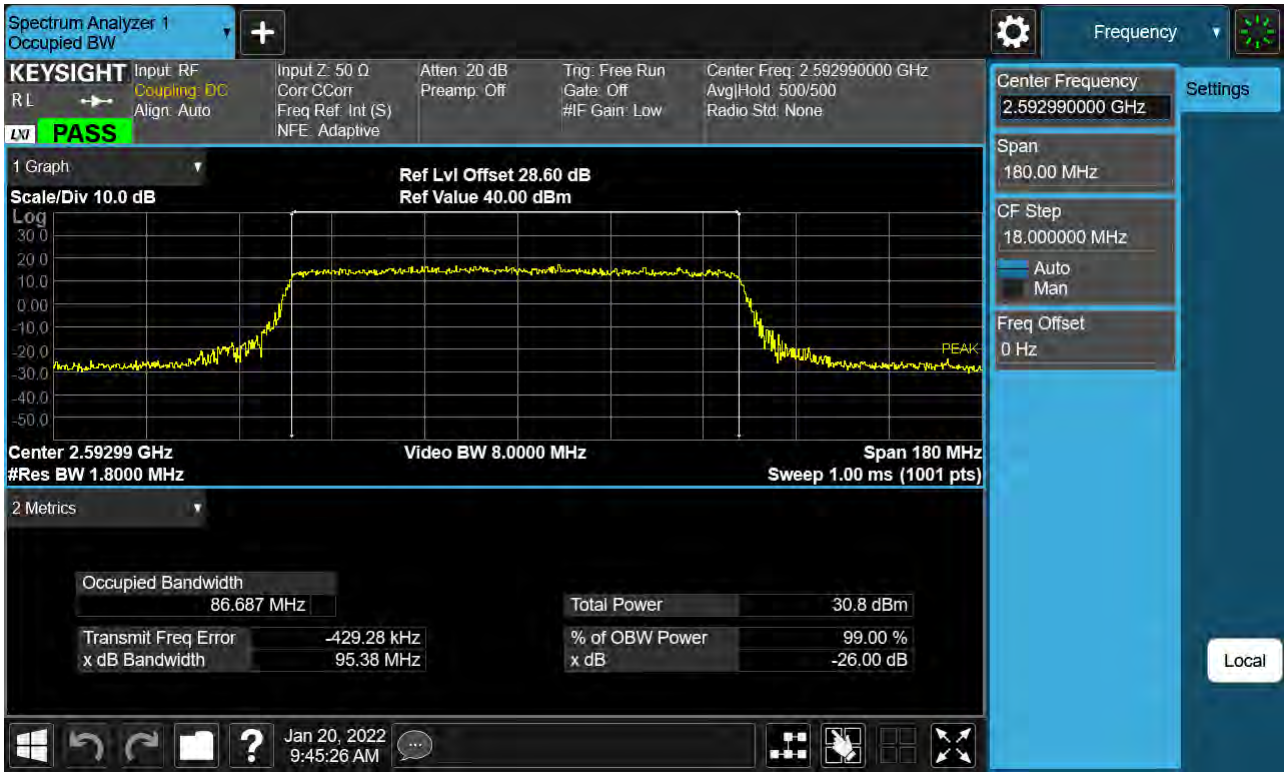 Spectrum Analyzer 1
Occupied BW
Frequency
KEYSIGHT
RL
LXI
PASS
Input: RF
Coupling: DC
Align: Auto
Input Z: 50 Ω
Corr CCorr
Freq Ref: Int (S)
NFE: Adaptive
Atten: 20 dB
Preamp: Off
Trig: Free Run
Gate: Off
#IF Gain: Low
Center Freq: 2.592990000 GHz
Avg|Hold: 500/500
Radio Std: None
Center Frequency
2.592990000 GHz
Settings
Span
180.00 MHz
CF Step
18.000000 MHz
Auto
Man
Freq Offset
0 Hz
Local
1 Graph
Scale/Div 10.0 dB
Ref Lvl Offset 28.60 dB
Ref Value 40.00 dBm
Log
30.0
20.0
10.0
0.00
-10.0
-20.0
-30.0
-40.0
-50.0
PEAK
Center 2.59299 GHz
Video BW 8.0000 MHz
Span 180 MHz
#Res BW 1.8000 MHz
Sweep 1.00 ms (1001 pts)
2 Metrics
Occupied Bandwidth
86.687 MHz
Total Power 30.8 dBm
Transmit Freq Error -429.28 kHz
% of OBW Power 99.00 %
x dB Bandwidth 95.38 MHz
x dB -26.00 dB
?
Jan 20, 2022
9:45:26 AM